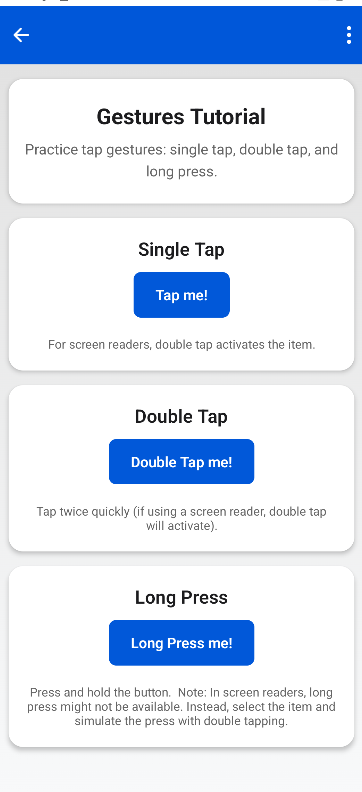 Gestures Tutorial
Practice tap gestures: single tap, double tap, and
long press.
Single Tap
Tap me!
For screen readers, double tap activates the item.
Double Tap
Double Tap me!
Tap twice quickly (if using a screen reader, double tap
will activate).
Long Press
Long Press me!
Press and hold the button.  Note: In screen readers, long
press might not be available. Instead, select the item and
simulate the press with double tapping.